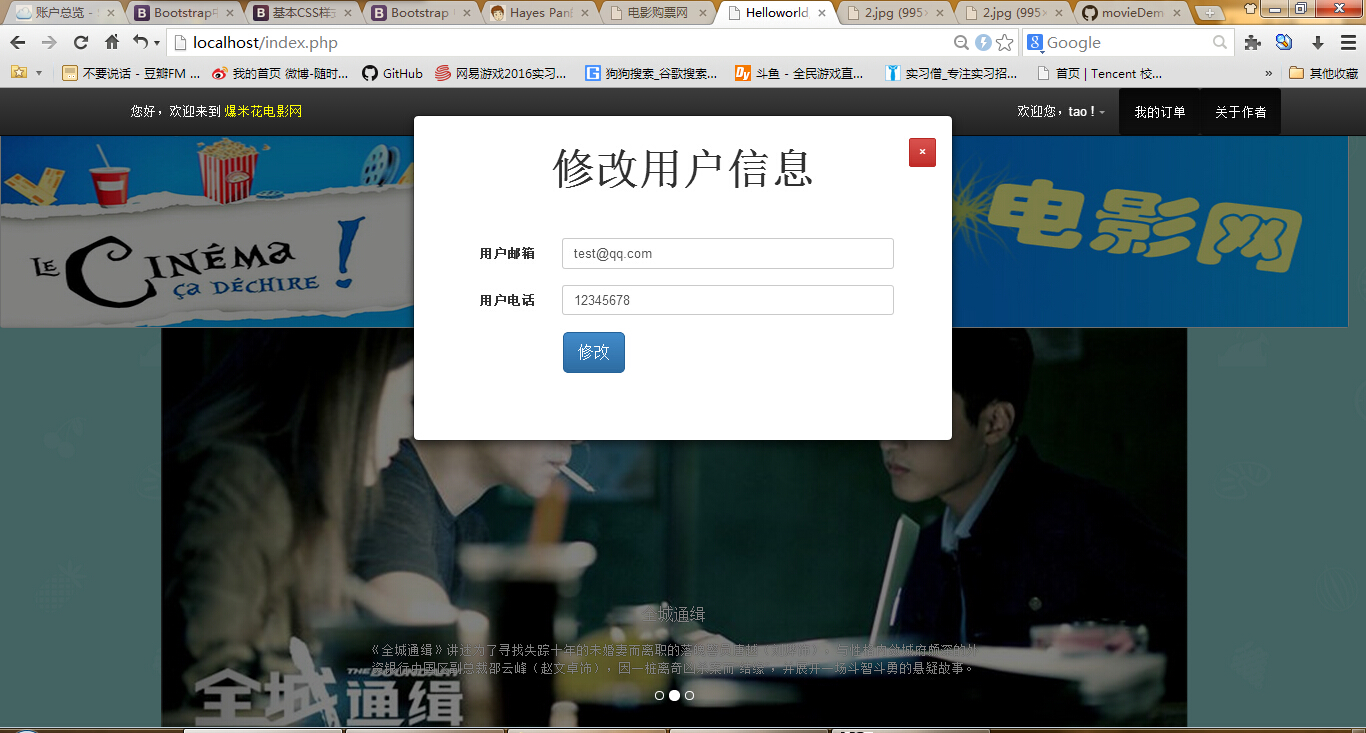 账户总览 -
Bootstrap
基本CSS样式
Bootstrap
Hayes Pan
电影购票网
Helloworld
2.jpg (995×
2.jpg (995×
movieDem
localhost/index.php
Google
不要说话 - 豆瓣FM ...
我的首页 微博-随时...
GitHub
网易游戏2016实习...
狗狗搜索_谷歌搜索...
斗鱼 - 全民游戏直...
实习僧_专注实习招...
首页 | Tencent 校...
»
其他收藏
您好，欢迎来到 爆米花电影网
欢迎您，tao !
我的订单
关于作者
修改用户信息
×
LE CINÉMA
ÇA DÉCHIRE !
电影网
用户邮箱
test@qq.com
用户电话
12345678
修改
全城通缉
《全城通缉》讲述为了寻找失踪十年的未婚妻而离职的
资银行中国区副总裁邵云峰（赵文卓饰），因一桩离奇凶杀案而"结缘"，并展开一场斗智斗勇的悬疑故事。
全城通缉